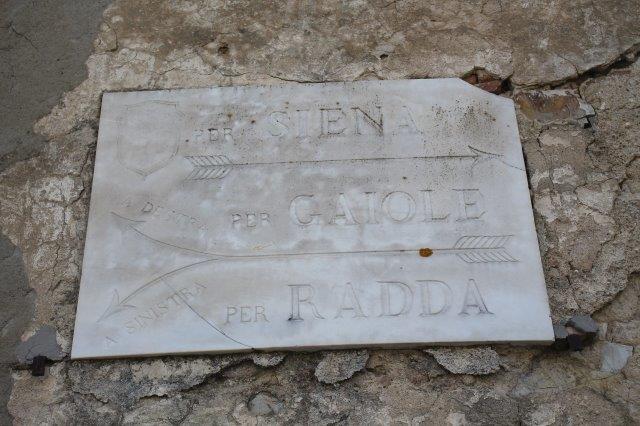 PER SIENA
A DESTRA PER GAIOLE
A SINISTRA PER RADDA